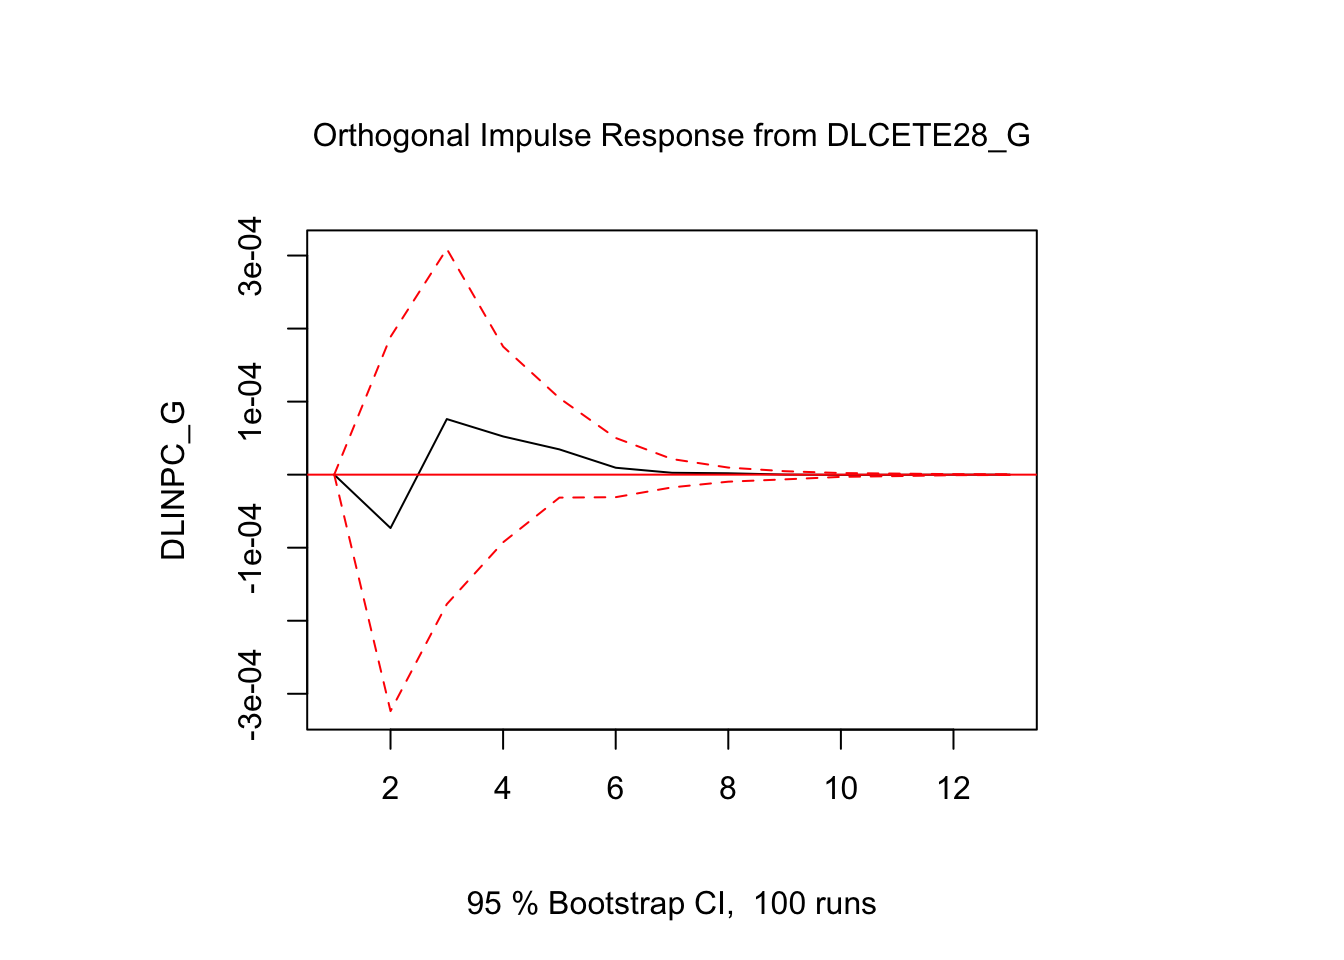 Orthogonal Impulse Response from DLCETE28_G
DLINPC_G
3e-04
1e-04
-1e-04
-3e-04
2 4 6 8 10 12
95 % Bootstrap CI,  100 runs